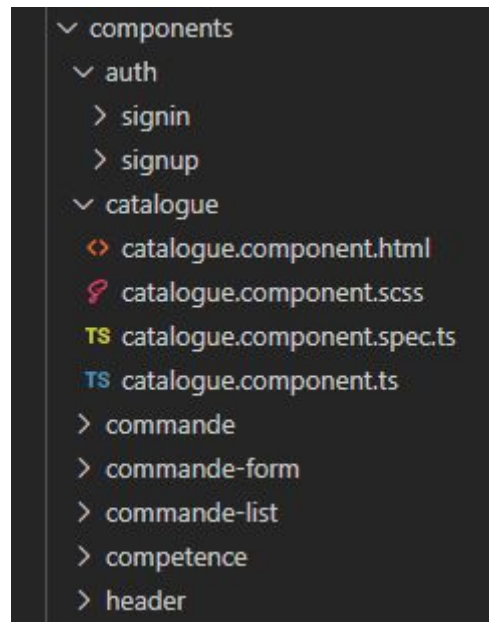 components
auth
signin
signup
catalogue
catalogue.component.html
catalogue.component.scss
TS catalogue.component.spec.ts
TS catalogue.component.ts
commande
commande-form
commande-list
competence
header